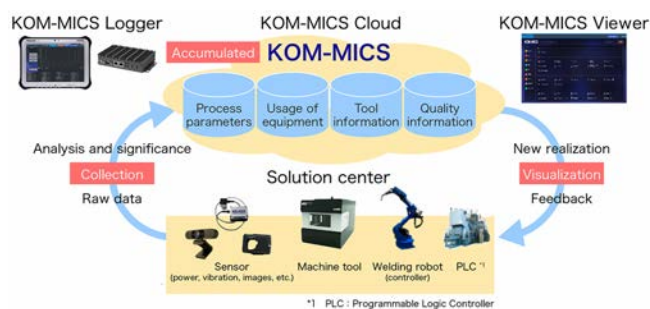 KOM-MICS Logger
KOM-MICS Cloud
KOM-MICS Viewer
Accumulated
KOM-MICS
Process
parameters
Usage of
equipment
Tool
information
Quality
information
Analysis and significance
Collection
Raw data
New realization
Visualization
Feedback
Solution center
Sensor
(power, vibration, images, etc.)
Machine tool
Welding robot
(controller)
PLC *1
*1 PLC : Programmable Logic Controller